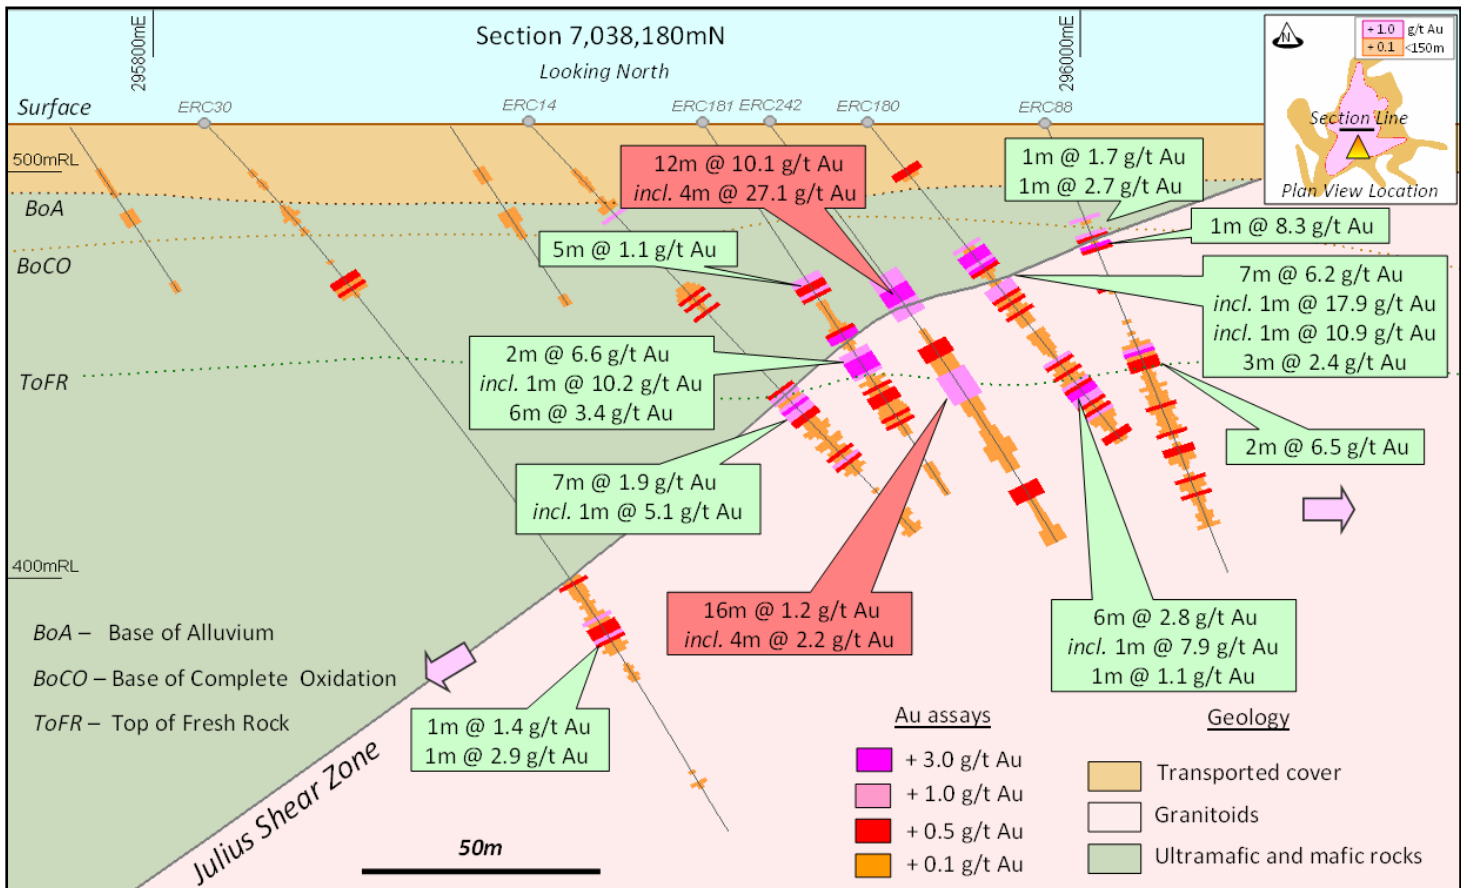 295800mE
Section 7,038,180mN
Looking North
296000mE
N
+ 1.0 g/t Au
+ 0.1 <150m
Section Line
Plan View Location
Surface
ERC30
ERC14
ERC181
ERC242
ERC180
ERC88
500mRL
BoA
BoCO
ToFR
400mRL
12m @ 10.1 g/t Au
incl. 4m @ 27.1 g/t Au
1m @ 1.7 g/t Au
1m @ 2.7 g/t Au
1m @ 8.3 g/t Au
5m @ 1.1 g/t Au
7m @ 6.2 g/t Au
incl. 1m @ 17.9 g/t Au
incl. 1m @ 10.9 g/t Au
3m @ 2.4 g/t Au
2m @ 6.6 g/t Au
incl. 1m @ 10.2 g/t Au
6m @ 3.4 g/t Au
2m @ 6.5 g/t Au
7m @ 1.9 g/t Au
incl. 1m @ 5.1 g/t Au
16m @ 1.2 g/t Au
incl. 4m @ 2.2 g/t Au
6m @ 2.8 g/t Au
incl. 1m @ 7.9 g/t Au
1m @ 1.1 g/t Au
1m @ 1.4 g/t Au
1m @ 2.9 g/t Au
BoA – Base of Alluvium
BoCO – Base of Complete Oxidation
ToFR – Top of Fresh Rock
Julius Shear Zone
50m
Au assays
+ 3.0 g/t Au
+ 1.0 g/t Au
+ 0.5 g/t Au
+ 0.1 g/t Au
Geology
Transported cover
Granitoids
Ultramafic and mafic rocks